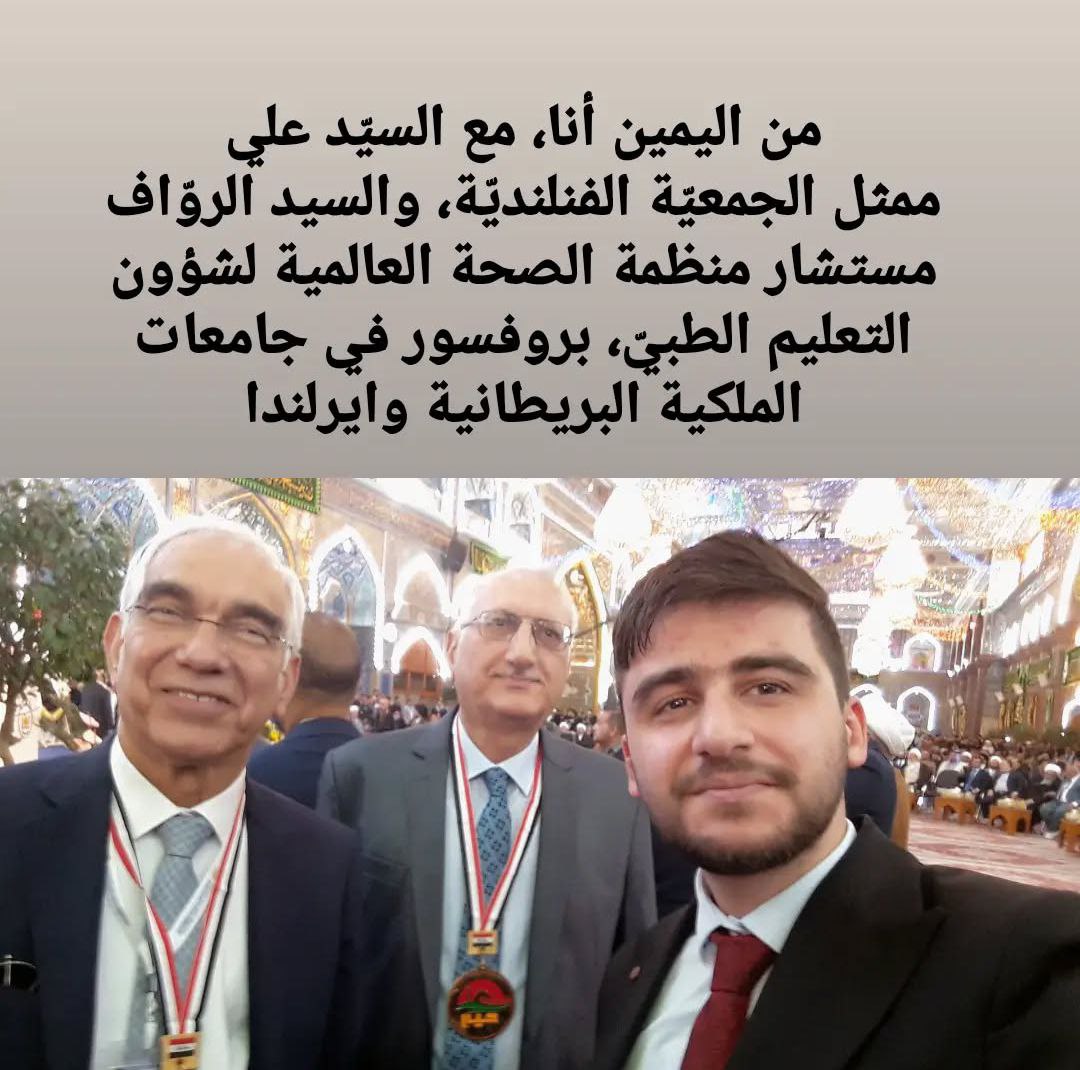 من اليمين أنا، مع السيّد علي
ممثل الجمعيّة الفنلنديّة، والسيد الروّاف
مستشار منظمة الصحة العالمية لشؤون
التعليم الطبيّ، بروفسور في جامعات
الملكية البريطانية وايرلندا